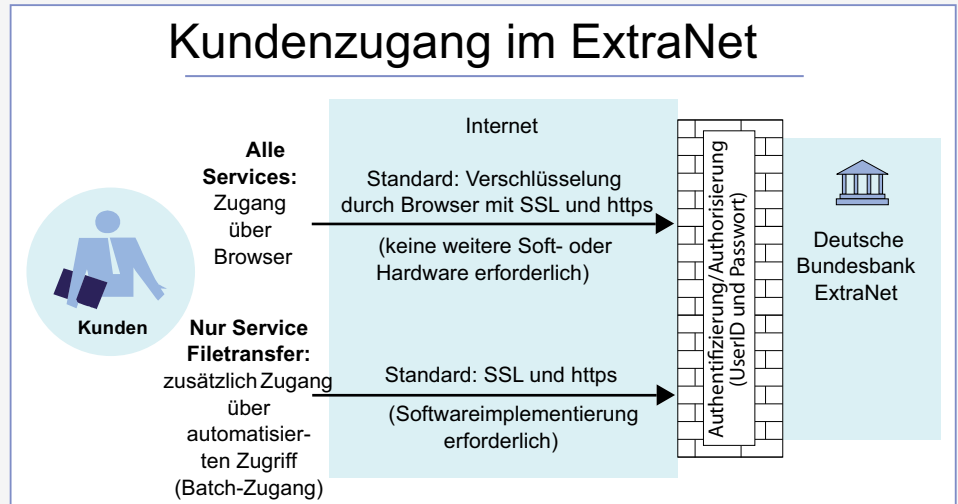 Kundenzugang im ExtraNet
Kunden
Alle
Services:
Zugang
über
Browser
Nur Service
Filetransfer:
zusätzlich Zugang
über
automatisier-
ten Zugriff
(Batch-Zugang)
Internet
Standard: Verschlüsselung
durch Browser mit SSL und https
(keine weitere Soft- oder
Hardware erforderlich)
Standard: SSL und https
(Softwareimplementierung
erforderlich)
Authentifizierung/Authorisierung
(UserID und Passwort)
Deutsche
Bundesbank
ExtraNet